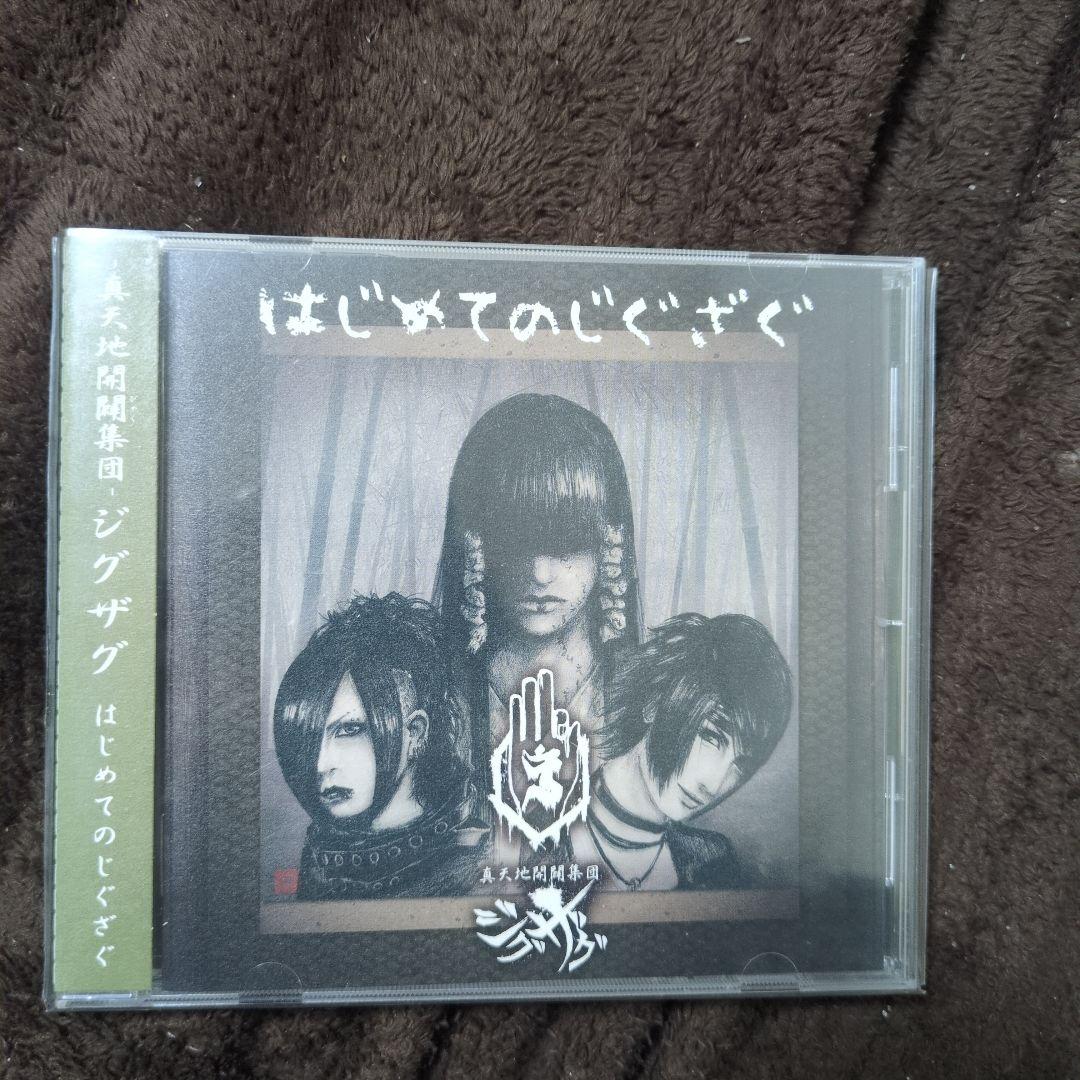 真天地開闢集団-ジグザグ はじめてのじぐざぐ
はじめてのじぐざぐ
真天地開闢集団
ジグザグ